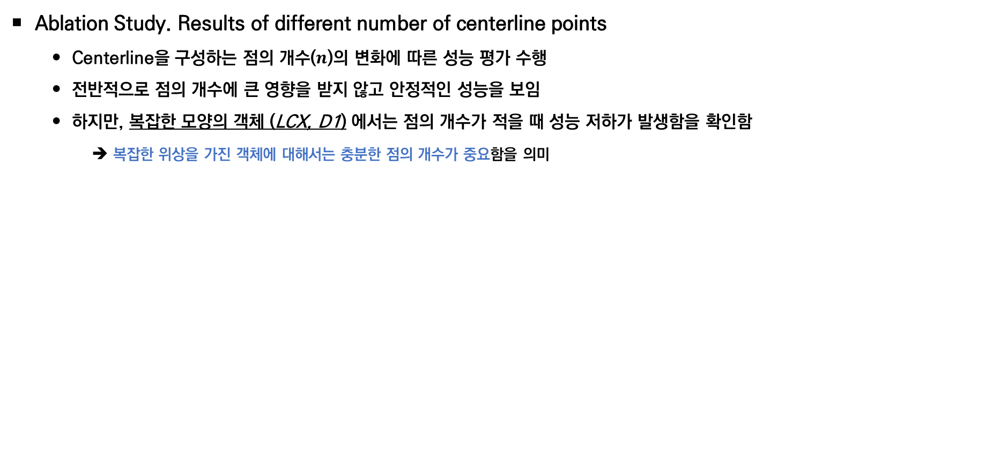 ▪ Ablation Study. Results of different number of centerline points
• Centerline을 구성하는 점의 개수(n)의 변화에 따른 성능 평가 수행
• 전반적으로 점의 개수에 큰 영향을 받지 않고 안정적인 성능을 보임
• 하지만, 복잡한 모양의 객체 (LCX, D1) 에서는 점의 개수가 적을 때 성능 저하가 발생함을 확인함
➔ 복잡한 위상을 가진 객체에 대해서는 충분한 점의 개수가 중요함을 의미